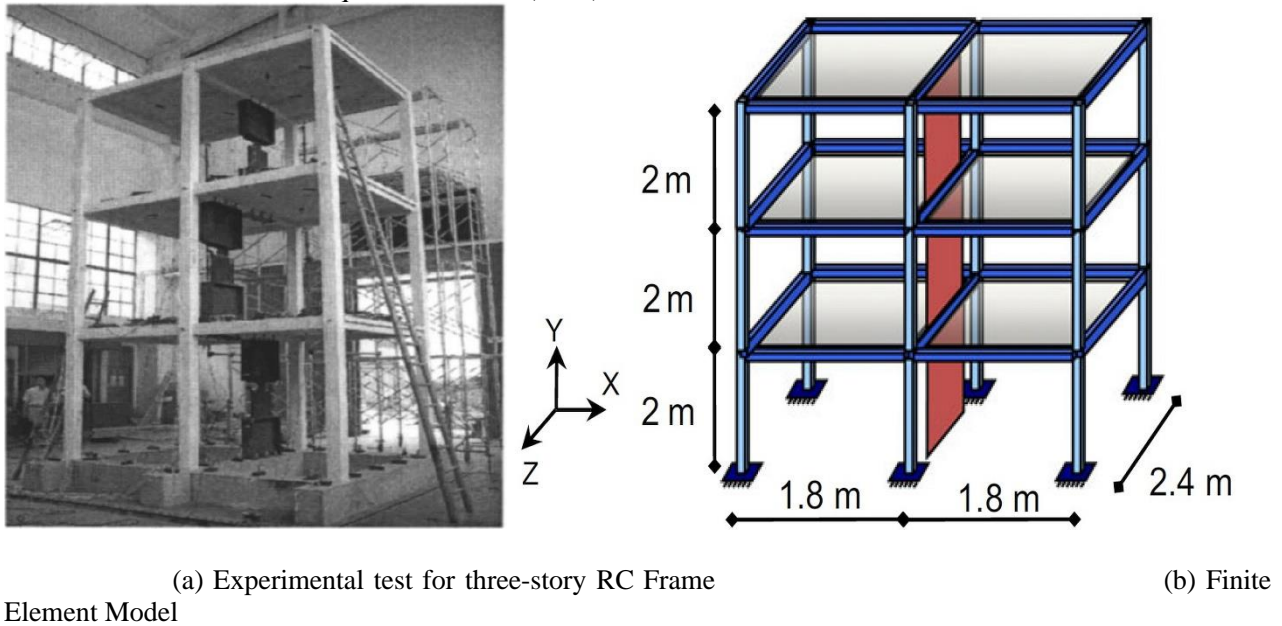 2 m
2 m
2 m
Y
X
Z
1.8 m
1.8 m
2.4 m
(a) Experimental test for three-story RC Frame
(b) Finite
Element Model